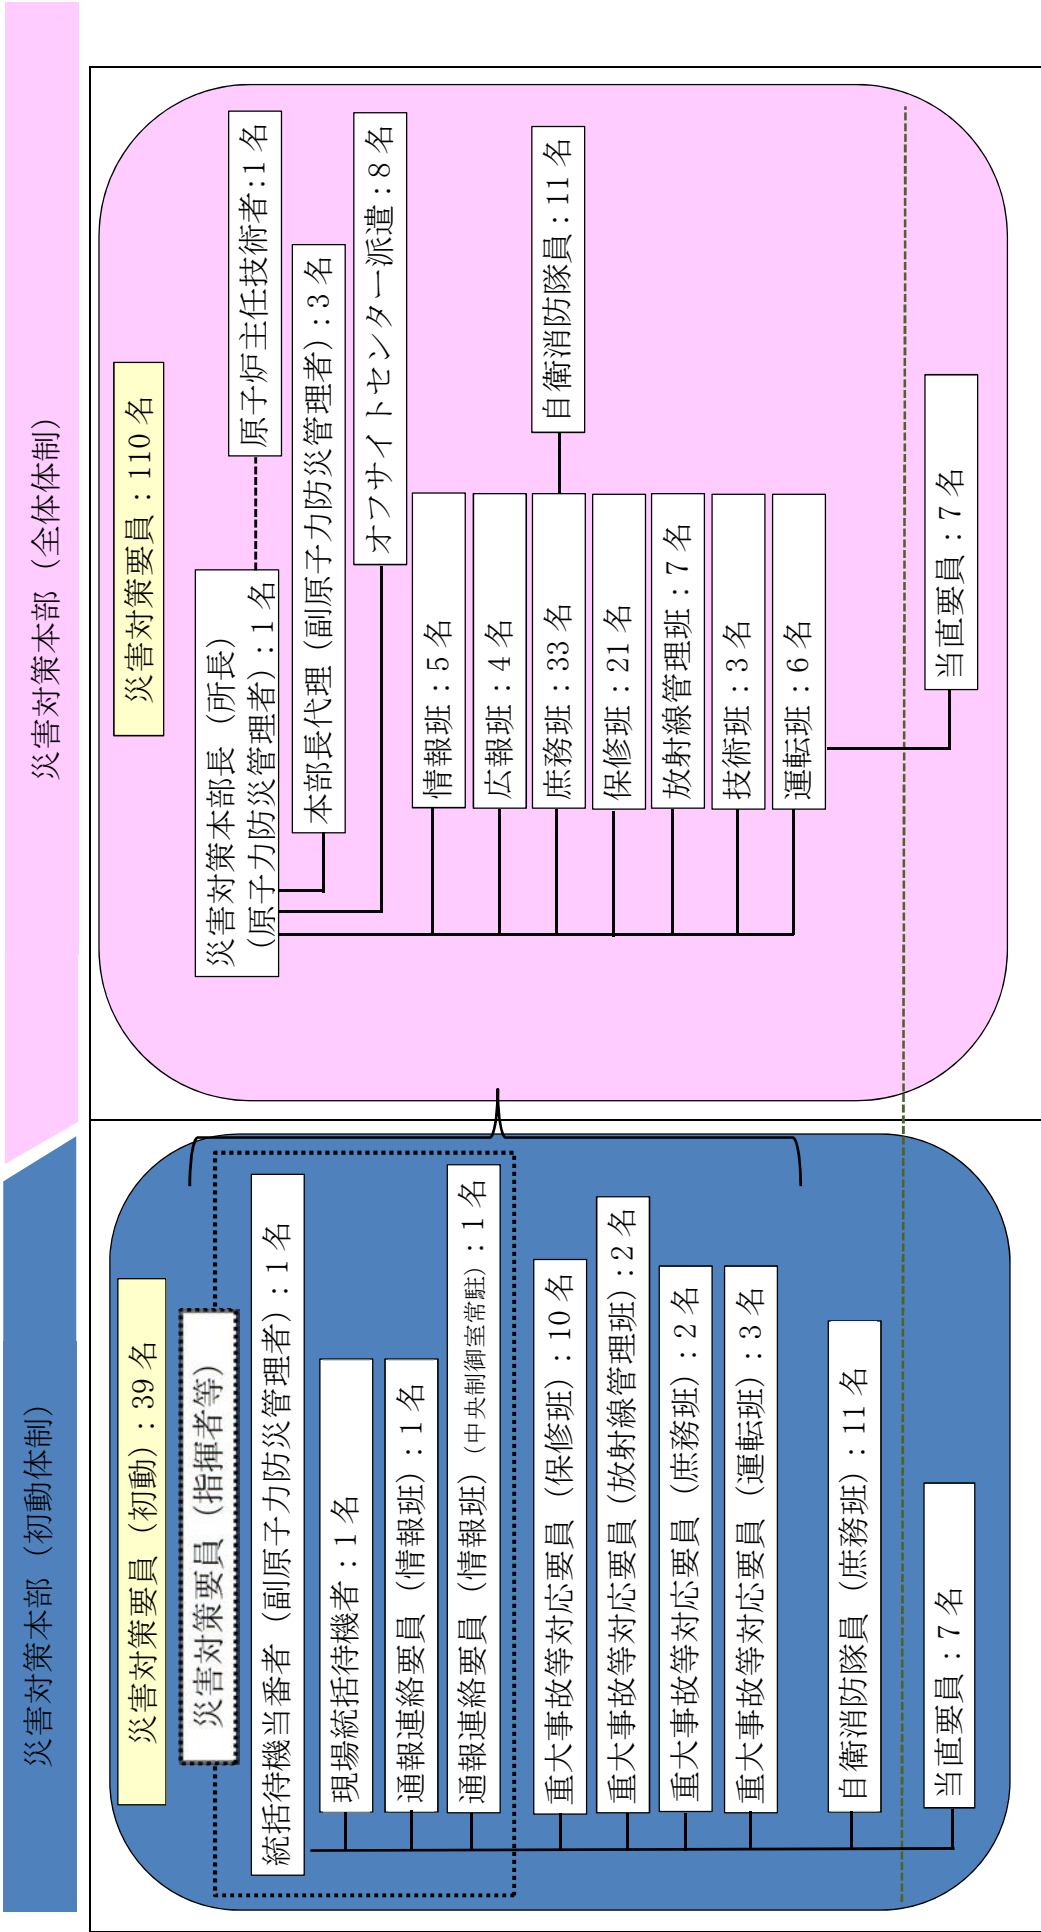 災害対策本部（初動体制）
災害対策要員（初動）：39名
災害対策要員（指揮者等）
統括待機当番者（副原子力防災管理者）：1名
現場統括待機者：1名
通報連絡要員（情報班）：1名
通報連絡要員（情報班）（中央制御室常駐）：1名
重大事故等対応要員（保修班）：10名
重大事故等対応要員（放射線管理班）：2名
重大事故等対応要員（庶務班）：2名
重大事故等対応要員（運転班）：3名
自衛消防隊員（庶務班）：11名
当直要員：7名
災害対策本部（全体体制）
災害対策要員：110名
災害対策本部長（所長）
（原子力防災管理者）：1名
原子炉主任技術者：1名
本部長代理（副原子力防災管理者）：3名
オフサイトセンター派遣：8名
情報班：5名
広報班：4名
庶務班：33名
自衛消防隊員：11名
保修班：21名
放射線管理班：7名
技術班：3名
運転班：6名
当直要員：7名